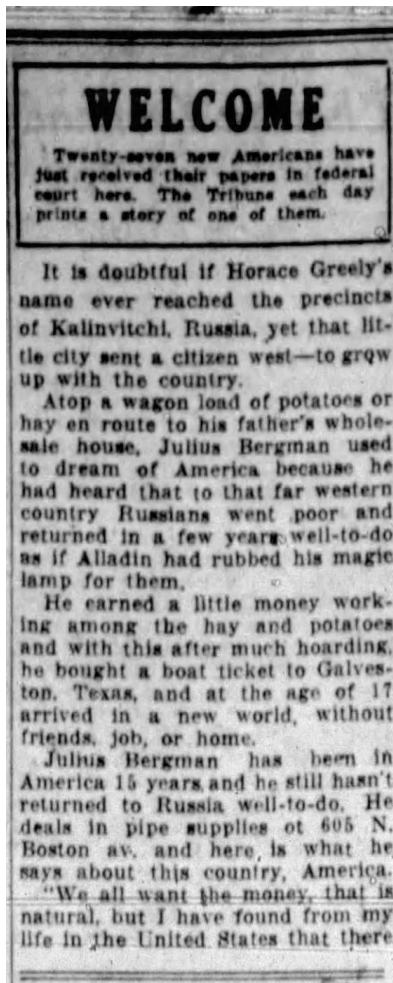 WELCOME
Twenty-seven new Americans have
just received their papers in federal
court here. The Tribune each day
prints a story of one of them.
It is doubtful if Horace Greely's
name ever reached the precincts
of Kalinvitchi, Russia, yet that lit-
tle city sent a citizen west—to grow
up with the country.
Atop a wagon load of potatoes or
hay en route to his father's whole-
sale house, Julius Bergman used
to dream of America because he
had heard that to that far western
country Russians went poor and
returned in a few years well-to-do
as if Alladin had rubbed his magic
lamp for them.
He earned a little money work-
ing among the hay and potatoes
and with this after much hoarding,
he bought a boat ticket to Galves-
ton, Texas, and at the age of 17
arrived in a new world, without
friends, job, or home.
Julius Bergman has been in
America 15 years and he still hasn't
returned to Russia well-to-do. He
deals in pipe supplies ot 605 N.
Boston av. and here is what he
says about this country, America.
"We all want the money, that is
natural, but I have found from my
life in the United States that there